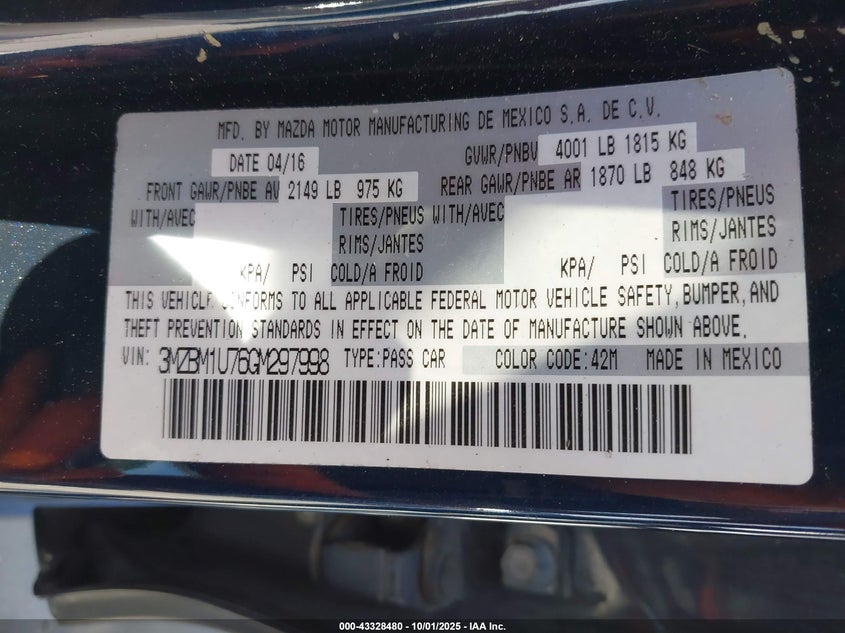 MFD. BY MAZDA MOTOR MANUFACTURING DE MEXICO S.A. DE C.V.
DATE 04/16 GVWR/PNBV 4001 LB 1815 KG
FRONT GAWR/PNBE AV 2149 LB 975 KG REAR GAWR/PNBE AR 1870 LB 848 KG
WITH/AVEC TIRES/PNEUS WITH/AVEC TIRES/PNEUS
RIMS/JANTES RIMS/JANTES
KPA/ PSI COLD/A FROID KPA/ PSI COLD/A FROID
THIS VEHICLE CONFORMS TO ALL APPLICABLE FEDERAL MOTOR VEHICLE SAFETY, BUMPER, AND
THEFT PREVENTION STANDARDS IN EFFECT ON THE DATE OF MANUFACTURE SHOWN ABOVE.
VIN: 3MZBM1U76GM297998 TYPE:PASS CAR COLOR CODE:42M MADE IN MEXICO
000-43328480 - 10/01/2025 - IAA Inc.